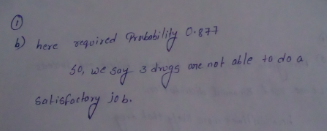 ①
b) here required Probability 0.877
So, we say 3 drugs are not able to do a
satisfactory job.